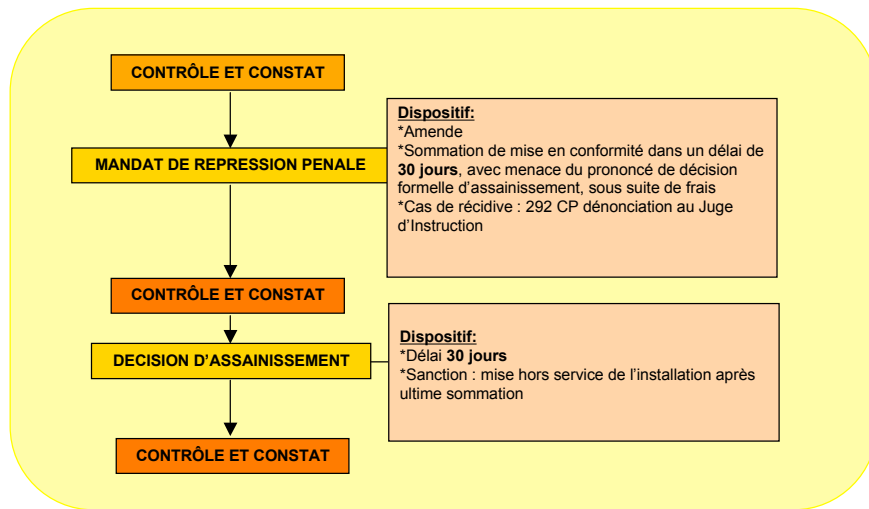 CONTRÔLE ET CONSTAT
MANDAT DE REPRESSION PENALE
Dispositif:
*Amende
*Sommation de mise en conformité dans un délai de
30 jours, avec menace du prononcé de décision
formelle d'assainissement, sous suite de frais
*Cas de récidive : 292 CP dénonciation au Juge
d'Instruction
CONTRÔLE ET CONSTAT
DECISION D'ASSAINISSEMENT
Dispositif:
*Délai 30 jours
*Sanction : mise hors service de l'installation après
ultime sommation
CONTRÔLE ET CONSTAT